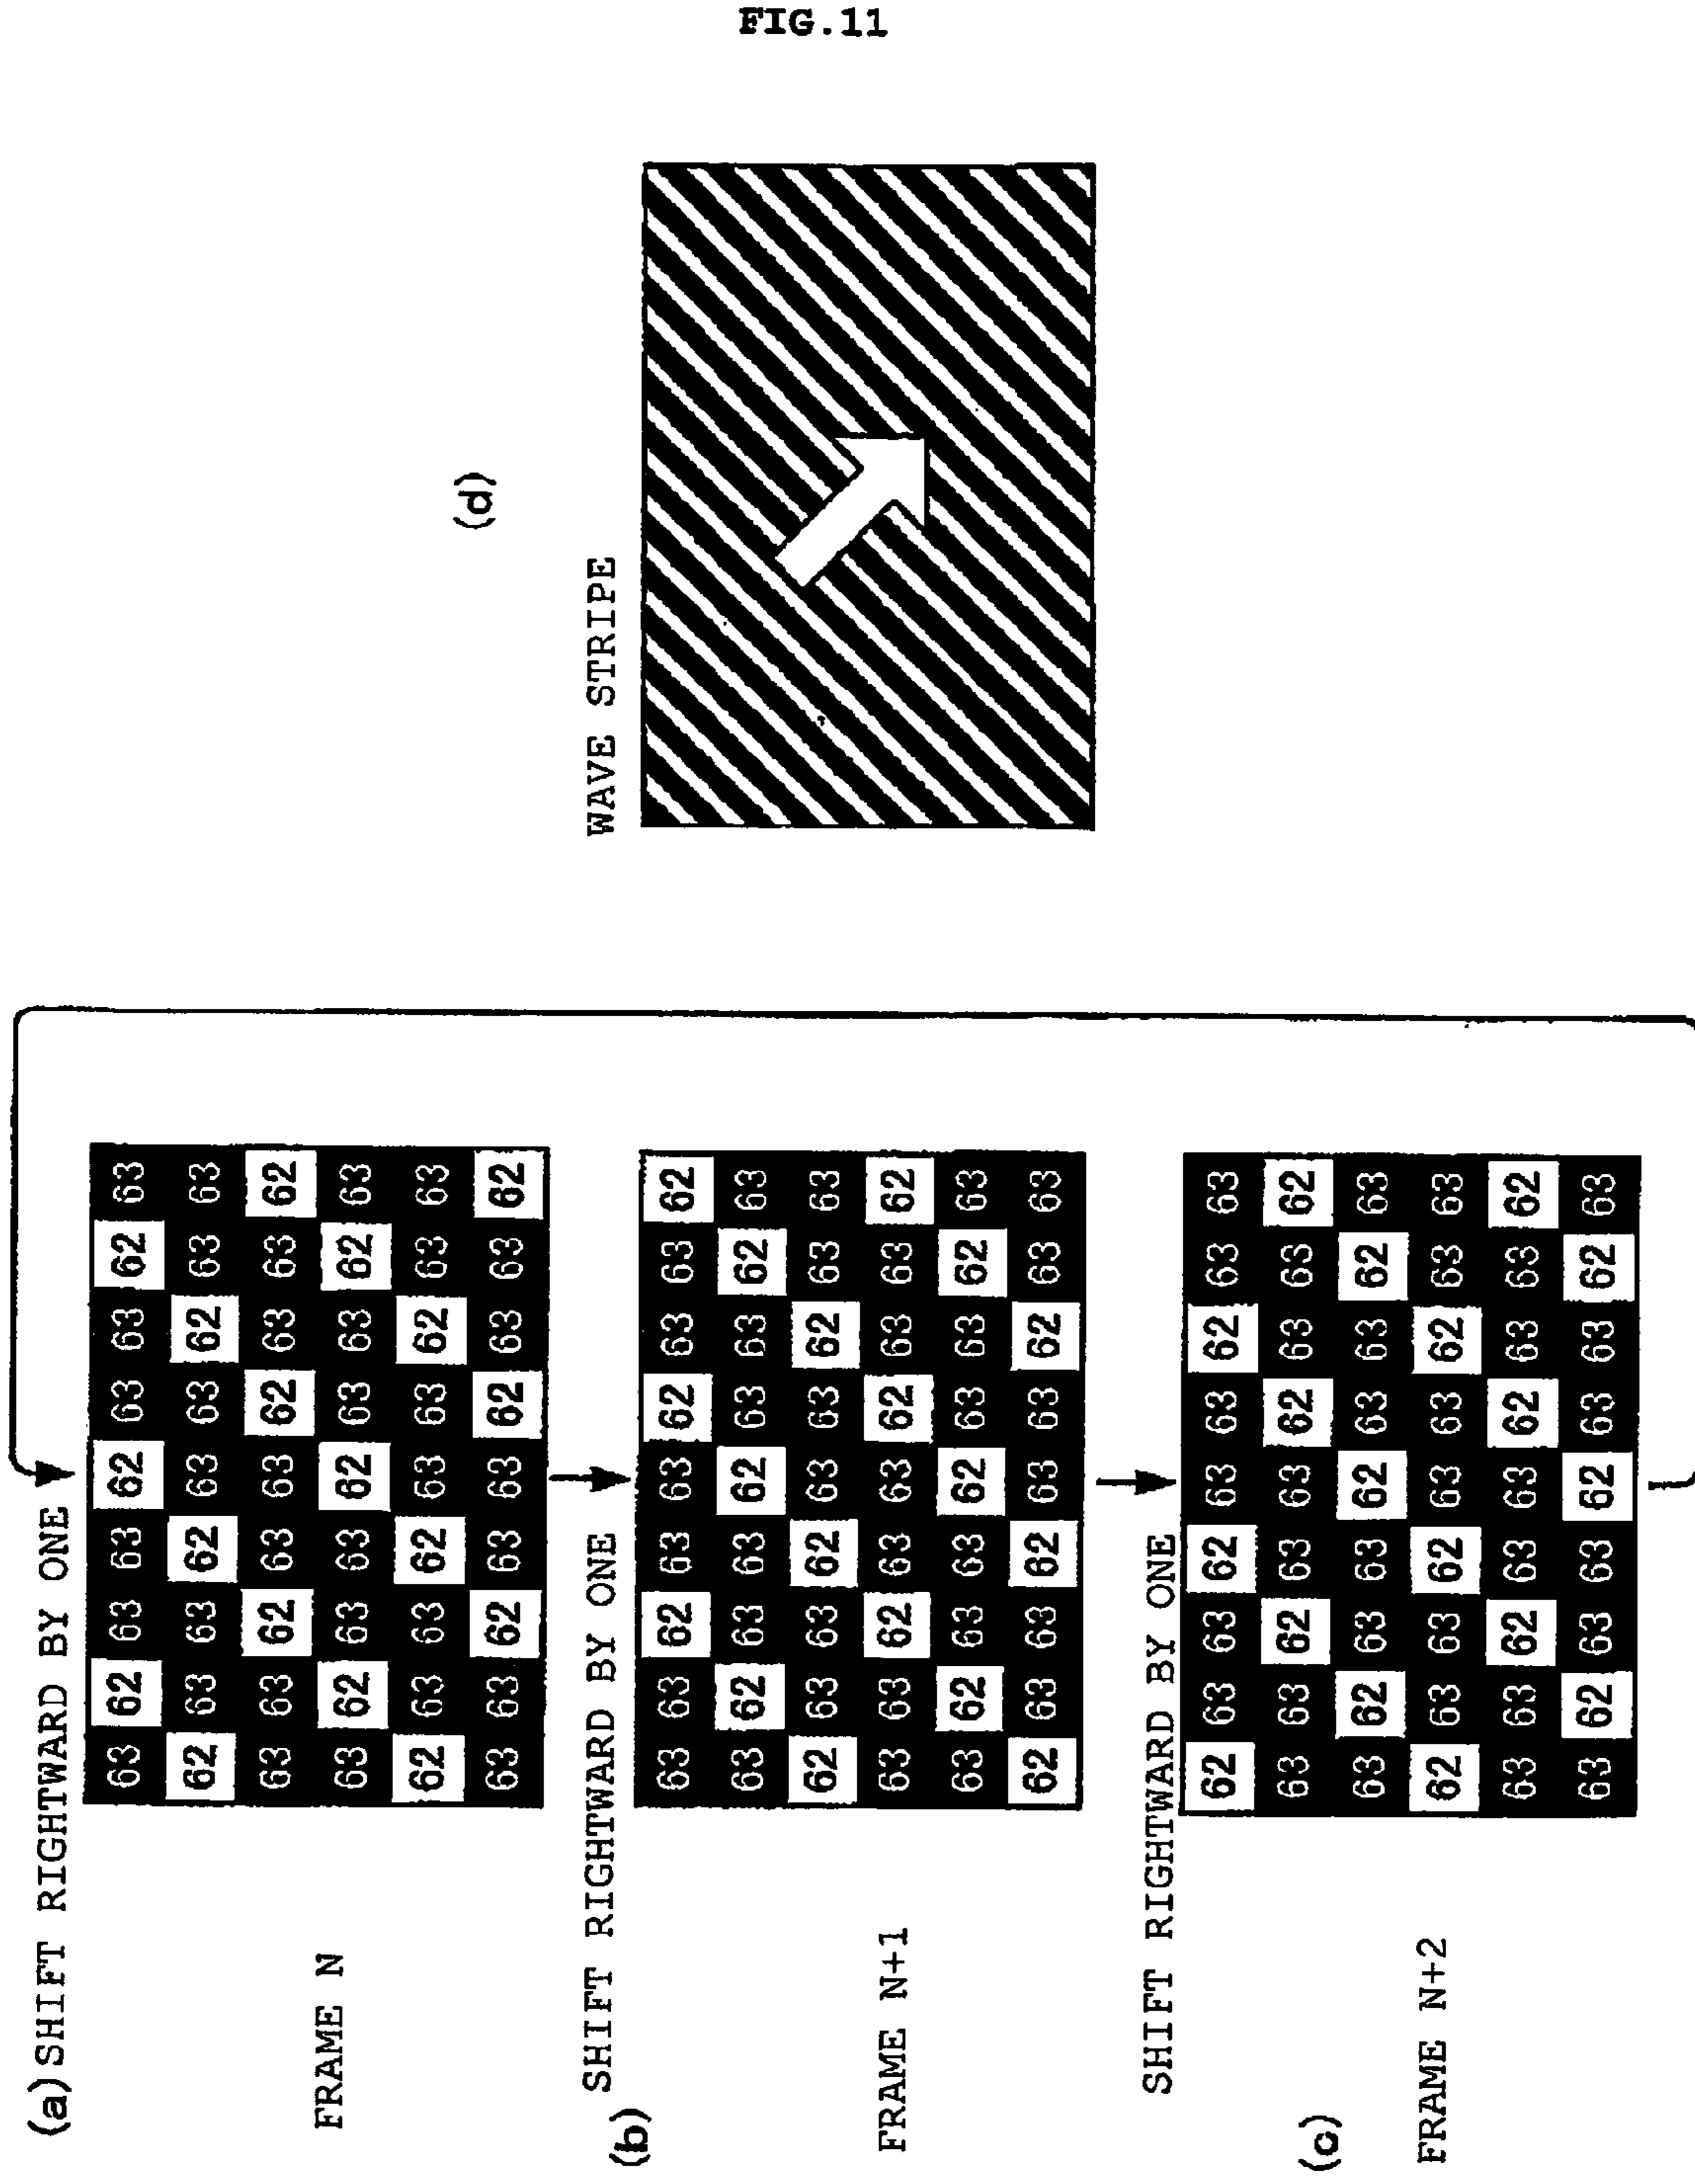 FIG.11
(a) SHIFT RIGHTWARD BY ONE
FRAME N
63 62 63 63 62 63 63 62 63
62 63 63 62 63 63 62 63 63
63 63 62 63 63 62 63 63 62
63 62 63 63 62 63 63 62 63
62 63 63 62 63 63 62 63 63
63 63 62 63 63 62 63 63 62
(b) SHIFT RIGHTWARD BY ONE
FRAME N+1
63 63 62 63 63 62 63 63 62
63 62 63 63 62 63 63 62 63
62 63 63 62 63 63 62 63 63
63 63 62 63 63 62 63 63 62
63 62 63 63 62 63 63 62 63
62 63 63 62 63 63 62 63 63
SHIFT RIGHTWARD BY ONE
(c)
FRAME N+2
62 63 63 62 63 63 62 63 63
63 63 62 63 63 62 63 63 62
63 62 63 63 62 63 63 62 63
62 63 63 62 63 63 62 63 63
63 63 62 63 63 62 63 63 62
63 62 63 63 62 63 63 62 63
(d)
WAVE STRIPE